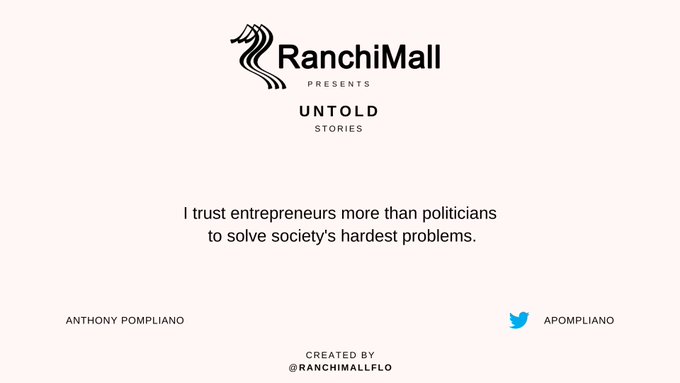 RanchiMall
PRESENTS
UNTOLD
STORIES
I trust entrepreneurs more than politicians
to solve society's hardest problems.
ANTHONY POMPLIANO
APOMPLIANO
CREATED BY
@RANCHIMALLFLO